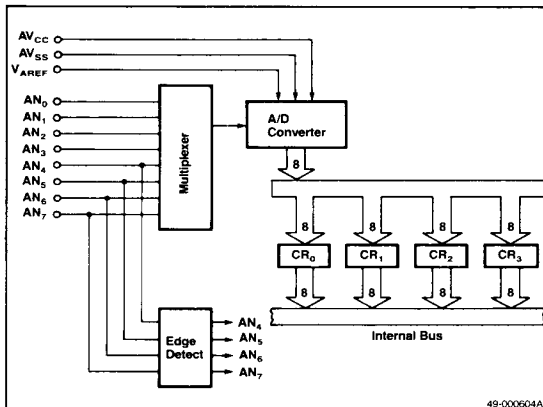 AVCC
AVSS
VAREF
AN0
AN1
AN2
AN3
AN4
AN5
AN6
AN7
Multiplexer
A/D
Converter
8
8 8 8 8
CR0 CR1 CR2 CR3
8 8 8 8
Internal Bus
Edge
Detect
AN4
AN5
AN6
AN7
49-000604A